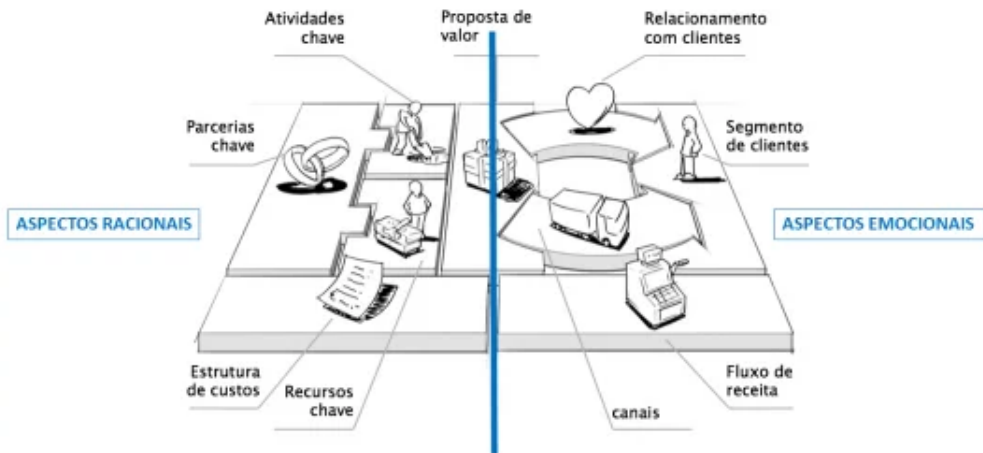 Atividades
chave
Proposta de
valor
Relacionamento
com clientes
Parcerias
chave
Segmento
de clientes
ASPECTOS RACIONAIS
ASPECTOS EMOCIONAIS
Estrutura
de custos
Recursos
chave
canais
Fluxo de
receita